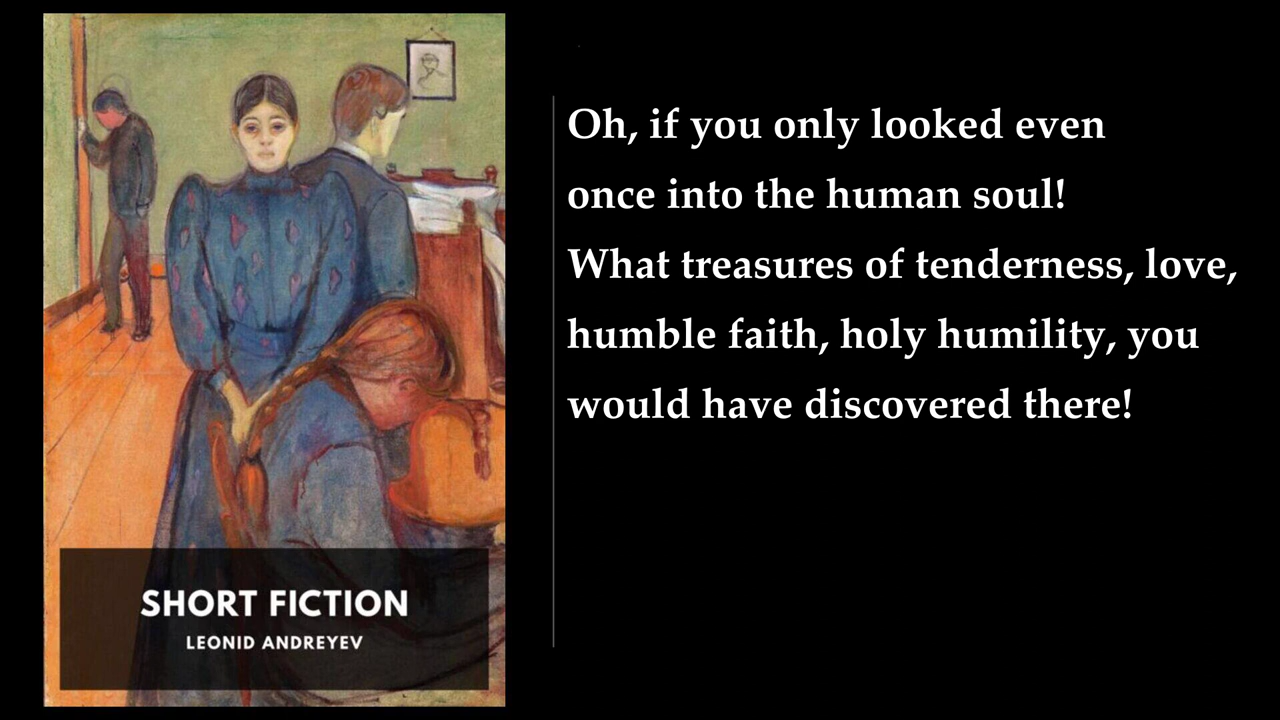 Oh, if you only looked even
once into the human soul!
What treasures of tenderness, love,
humble faith, holy humility, you
would have discovered there!
SHORT FICTION
LEONID ANDREYEV